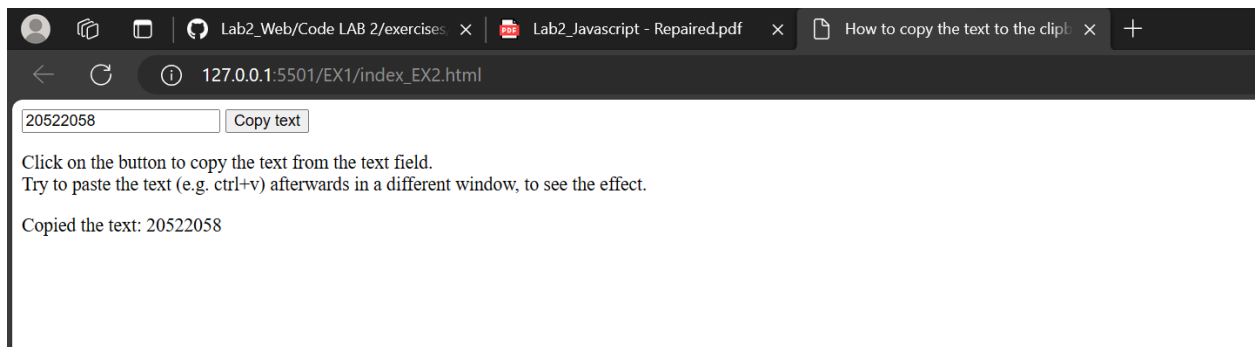 Lab2_Web/Code LAB 2/exercises/
PDF
Lab2_Javascript - Repaired.pdf
How to copy the text to the clipb
127.0.0.1:5501/EX1/index_EX2.html
20522058
Copy text
Click on the button to copy the text from the text field.
Try to paste the text (e.g. ctrl+v) afterwards in a different window, to see the effect.
Copied the text: 20522058